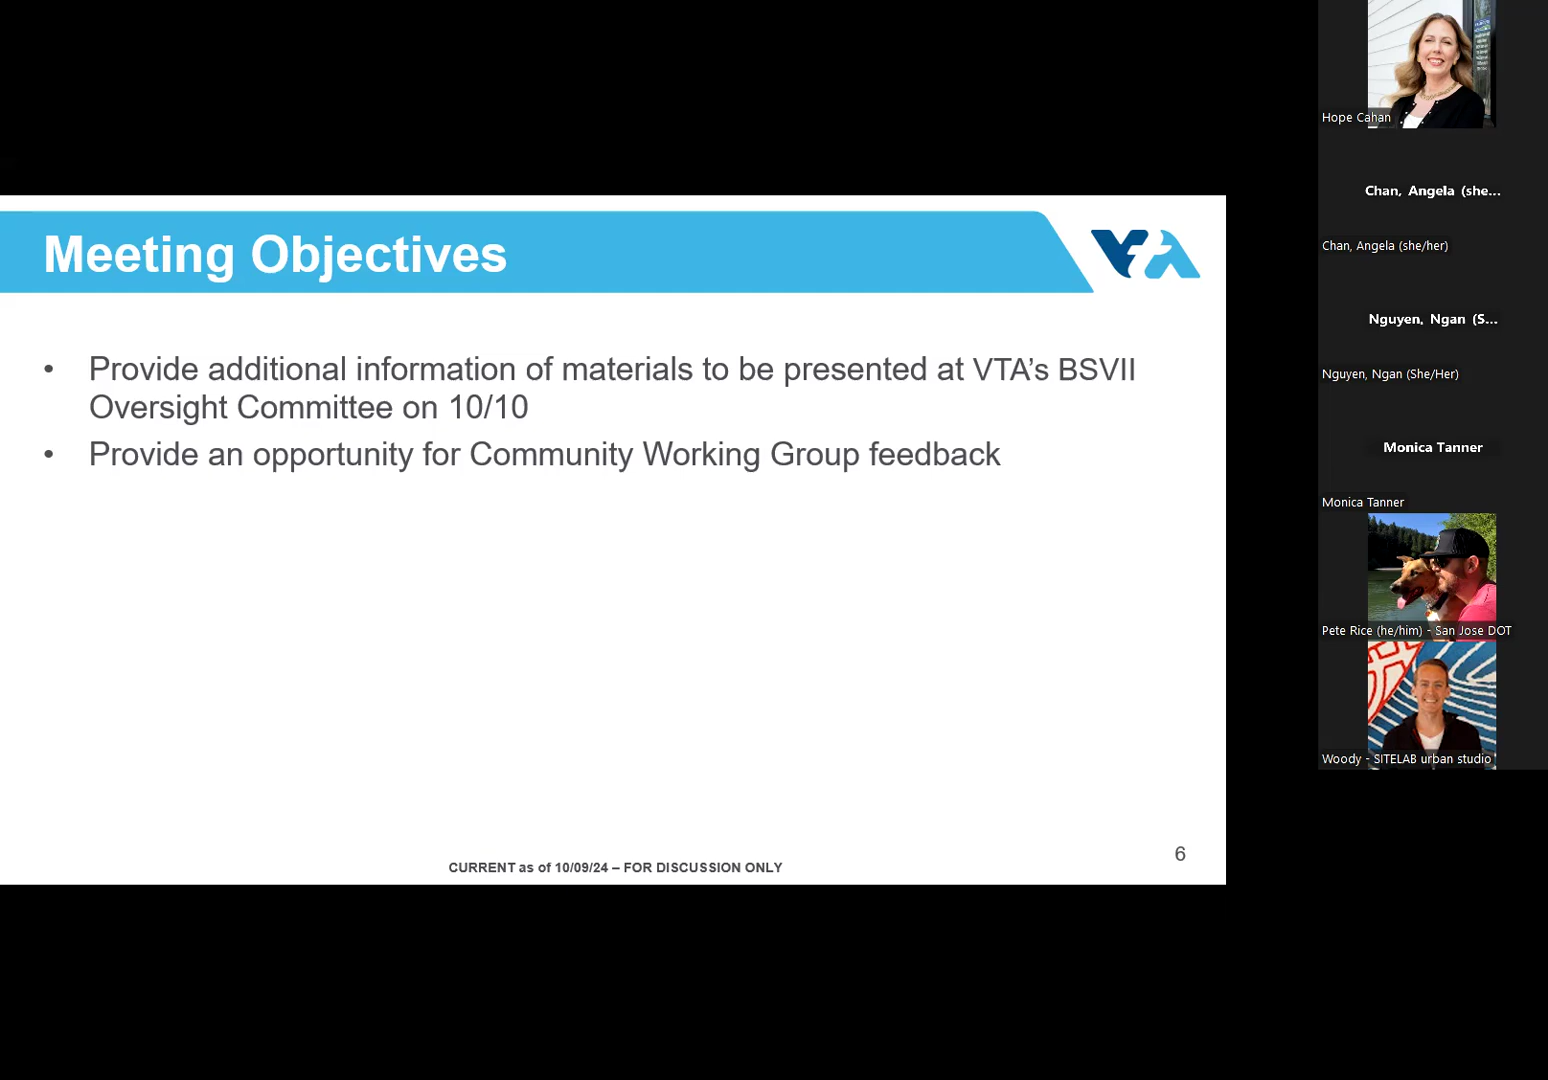 Meeting Objectives
VTA
• Provide additional information of materials to be presented at VTA’s BSVII
Oversight Committee on 10/10
• Provide an opportunity for Community Working Group feedback
CURRENT as of 10/09/24 – FOR DISCUSSION ONLY
6
Hope Cahan
Chan, Angela (she...
Chan, Angela (she/her)
Nguyen, Ngan (S...
Nguyen, Ngan (She/Her)
Monica Tanner
Monica Tanner
Pete Rice (he/him) - San Jose DOT
Woody - SITELAB urban studio